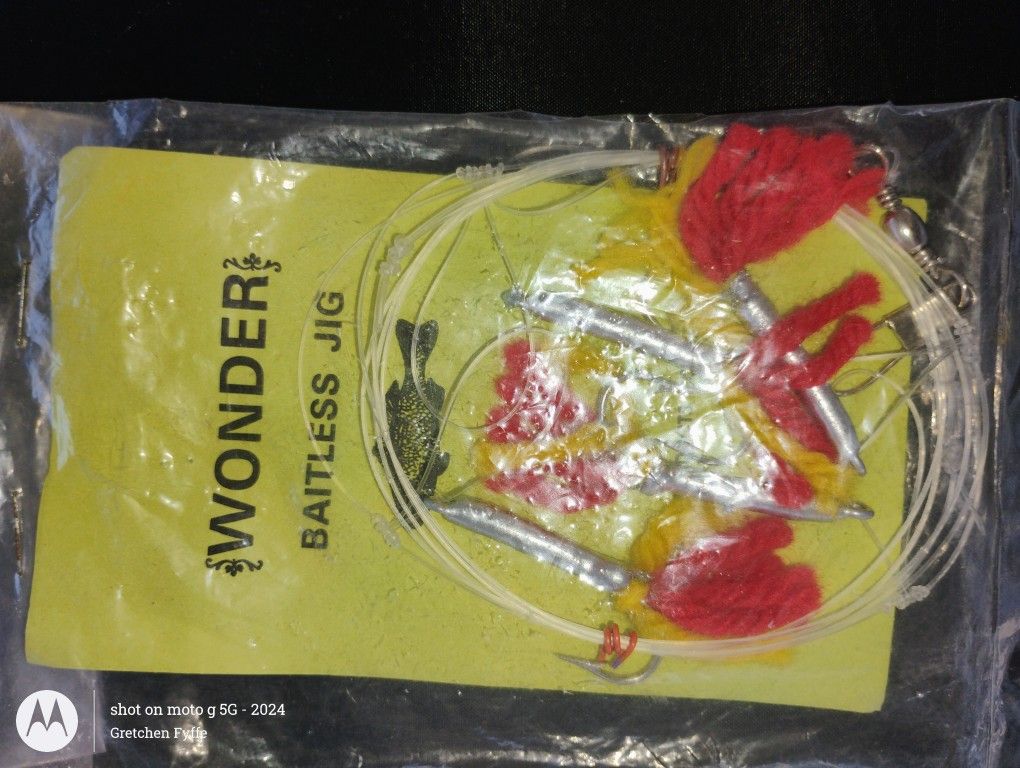 WONDER
BAITLESS JIG
shot on moto g 5G - 2024
Gretchen Fyffe